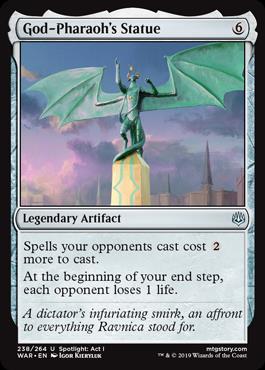 God-Pharaoh's Statue 6
Legendary Artifact
Spells your opponents cast cost 2
more to cast.
At the beginning of your end step,
each opponent loses 1 life.
A dictator's infuriating smirk, an affront
to everything Ravnica stood for.
238/264 U Spotlight: Act I mtgstory.com
WAR • EN Igor Kieryluk ™ & © 2019 Wizards of the Coast